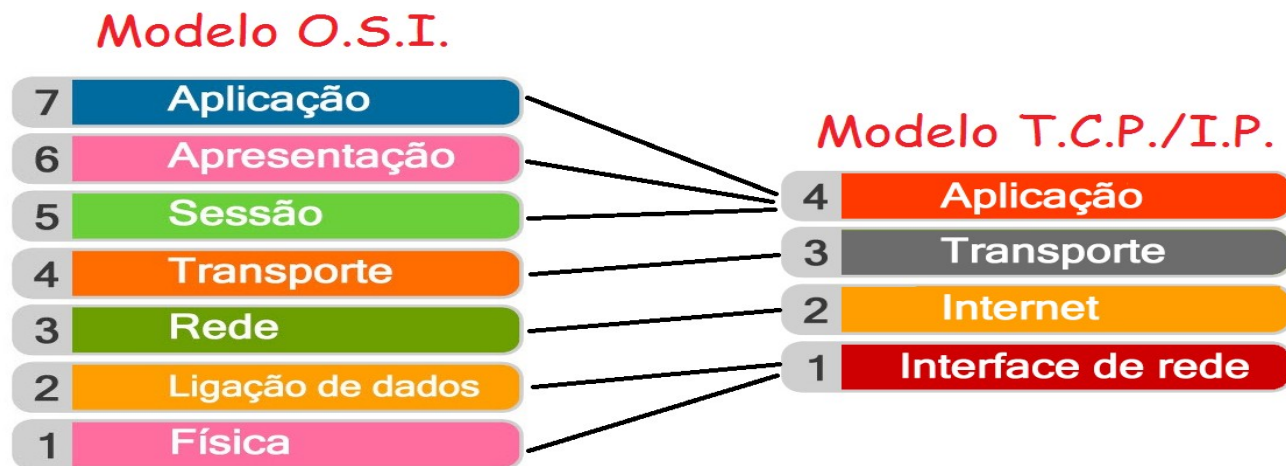 Modelo O.S.I.
7 Aplicação
6 Apresentação
5 Sessão
4 Transporte
3 Rede
2 Ligação de dados
1 Física
Modelo T.C.P./I.P.
4 Aplicação
3 Transporte
2 Internet
1 Interface de rede